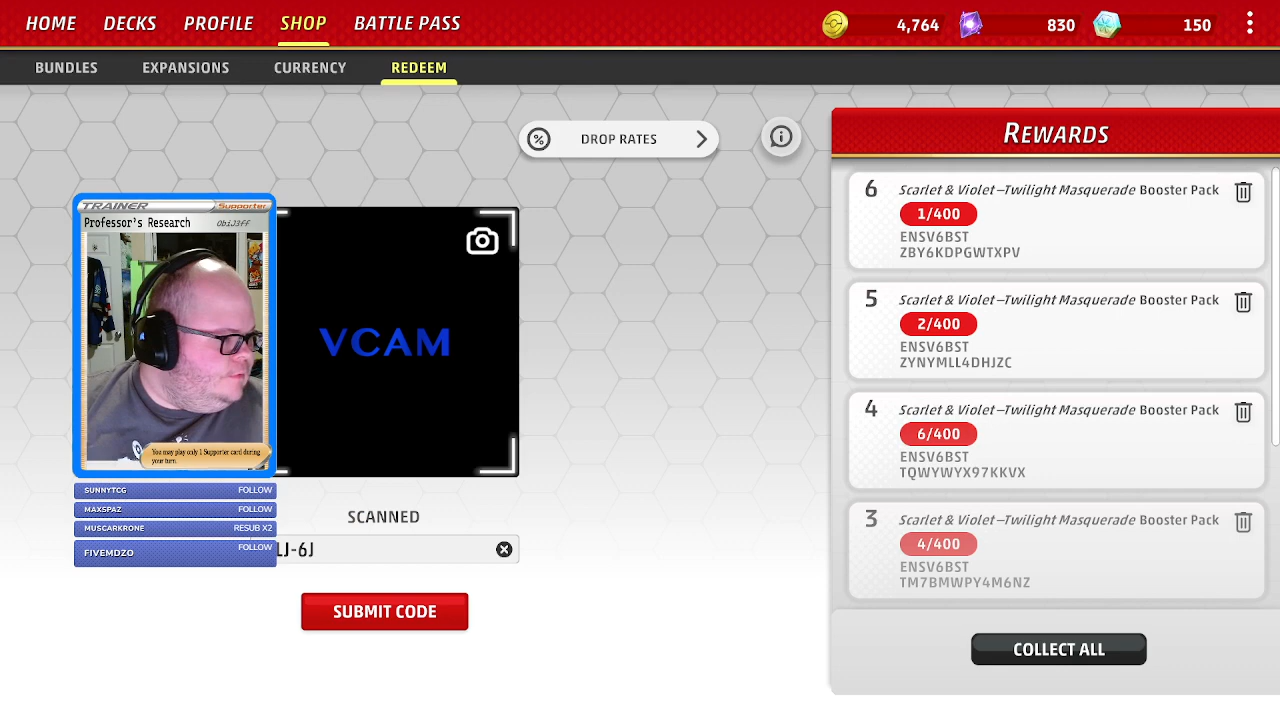 HOME DECKS PROFILE SHOP BATTLE PASS 4,764 830 150
BUNDLES EXPANSIONS CURRENCY REDEEM
DROP RATES
REWARDS
TRAINER Supporter
Professor's Research ObiJ3ff
You may play only 1 Supporter card during
your turn.
VCAM
SUNNYTCG FOLLOW
MAXSPAZ FOLLOW
MUSCARKRONE RESUB X2
FIVEMDZO FOLLOW
SCANNED
LJ-6J
SUBMIT CODE
6 Scarlet & Violet—Twilight Masquerade Booster Pack
1/400
ENSV6BST
ZBY6KDPGWTXPV
5 Scarlet & Violet—Twilight Masquerade Booster Pack
2/400
ENSV6BST
ZYNYMLL4DHJZC
4 Scarlet & Violet—Twilight Masquerade Booster Pack
6/400
ENSV6BST
TQWYWYX97KKVX
3 Scarlet & Violet—Twilight Masquerade Booster Pack
4/400
ENSV6BST
TM7BMWPY4M6NZ
COLLECT ALL